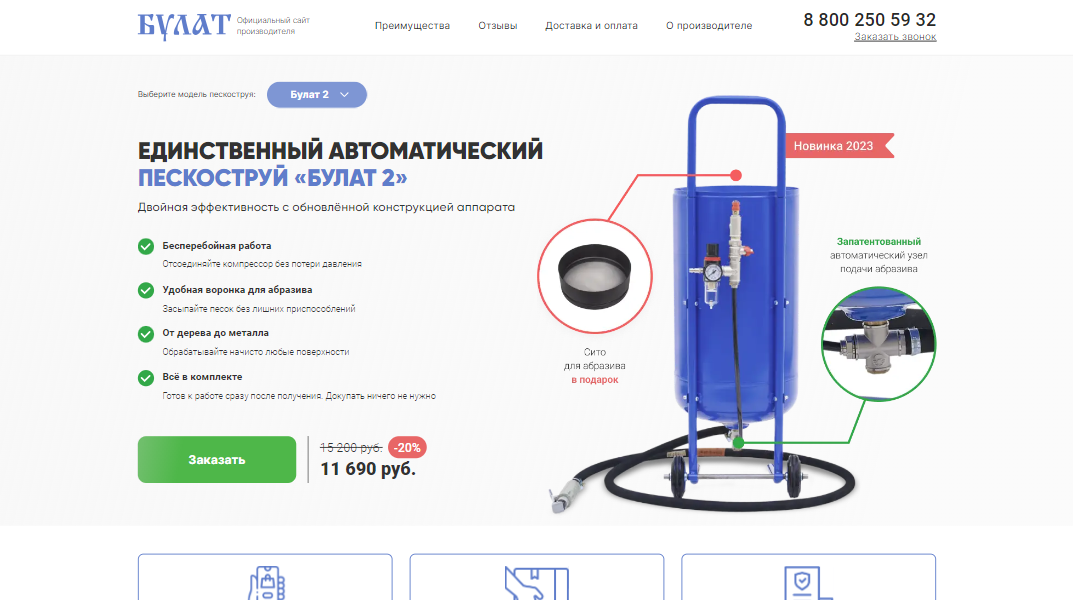 БУЛАТ
Официальный сайт
производителя
Преимущества
Отзывы
Доставка и оплата
О производителе
8 800 250 59 32
Заказать звонок
Выберите модель пескоструя:
Булат 2
ЕДИНСТВЕННЫЙ АВТОМАТИЧЕСКИЙ
ПЕСКОСТРУЙ «БУЛАТ 2»
Двойная эффективность с обновлённой конструкцией аппарата
Бесперебойная работа
Отсоединяйте компрессор без потери давления
Удобная воронка для абразива
Засыпайте песок без лишних приспособлений
От дерева до металла
Обрабатывайте начисто любые поверхности
Всё в комплекте
Готов к работе сразу после получения. Докупать ничего не нужно
Заказать
15 200 руб.
-20%
11 690 руб.
Новинка 2023
Сито
для абразива
в подарок
Запатентованный
автоматический узел
подачи абразива